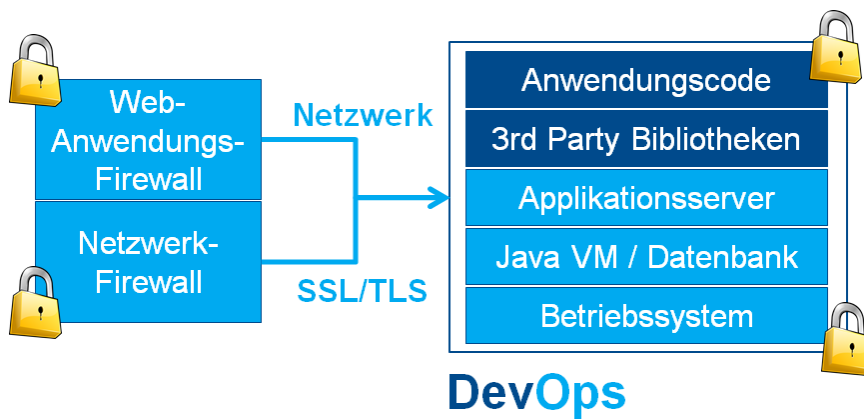 Web-
Anwendungs-
Firewall
Netzwerk-
Firewall
Netzwerk
SSL/TLS
Anwendungscode
3rd Party Bibliotheken
Applikationsserver
Java VM / Datenbank
Betriebssystem
DevOps